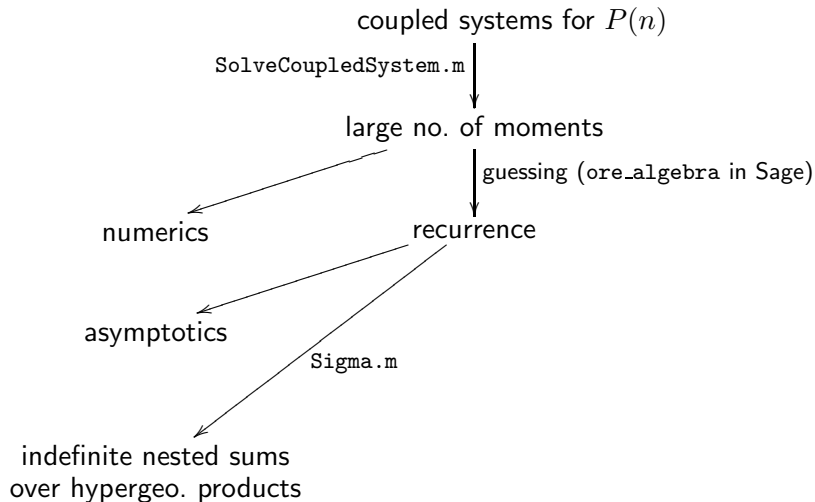 coupled systems for P(n)
SolveCoupledSystem.m
large no. of moments
guessing (ore_algebra in Sage)
numerics
recurrence
asymptotics
Sigma.m
indefinite nested sums
over hypergeo. products